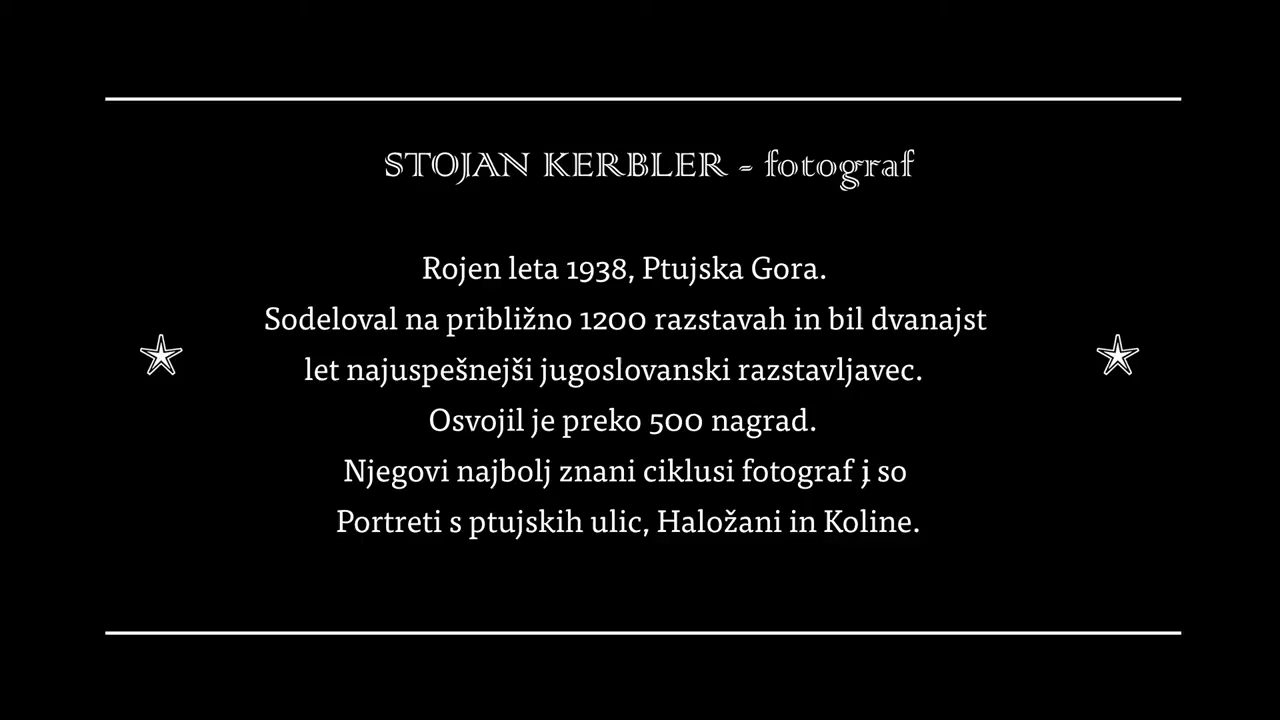 STOJAN KERBLER - fotograf
Rojen leta 1938, Ptujska Gora.
Sodeloval na približno 1200 razstavah in bil dvanajst
let najuspešnejši jugoslovanski razstavljavec.
Osvojil je preko 500 nagrad.
Njegovi najbolj znani ciklusi fotograf so
Portreti s ptujskih ulic, Haložani in Koline.